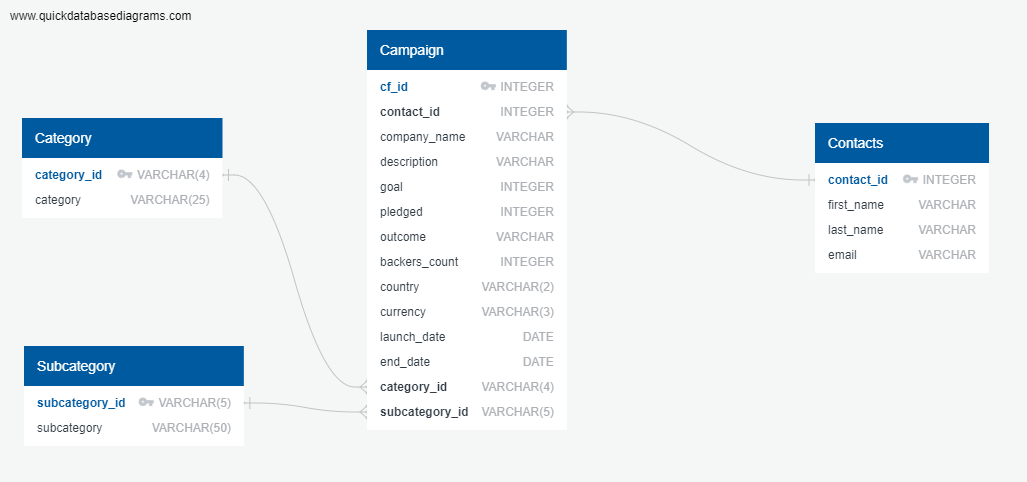 www.quickdatabasediagrams.com
Campaign
cf_id INTEGER
contact_id INTEGER
company_name VARCHAR
description VARCHAR
goal INTEGER
pledged INTEGER
outcome VARCHAR
backers_count INTEGER
country VARCHAR(2)
currency VARCHAR(3)
launch_date DATE
end_date DATE
category_id VARCHAR(4)
subcategory_id VARCHAR(5)
Category
category_id VARCHAR(4)
category VARCHAR(25)
Subcategory
subcategory_id VARCHAR(5)
subcategory VARCHAR(50)
Contacts
contact_id INTEGER
first_name VARCHAR
last_name VARCHAR
email VARCHAR